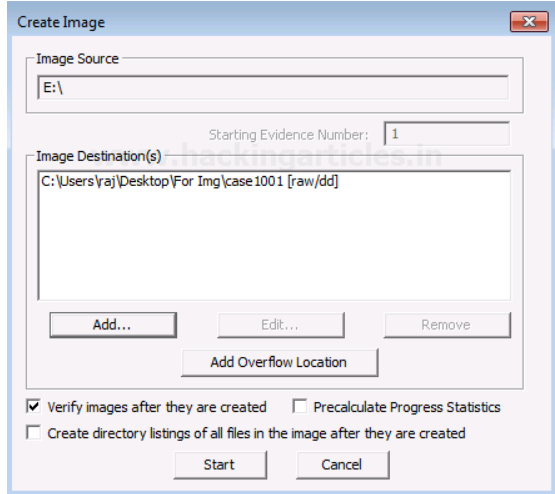 Create Image
Image Source
E:\
Starting Evidence Number: 1
www.hackingarticles.in
Image Destination(s)
C:\Users\raj\Desktop\For Img\case1001 [raw/dd]
Add... Edit... Remove
Add Overflow Location
Verify images after they are created Precalculate Progress Statistics
Create directory listings of all files in the image after they are created
Start Cancel